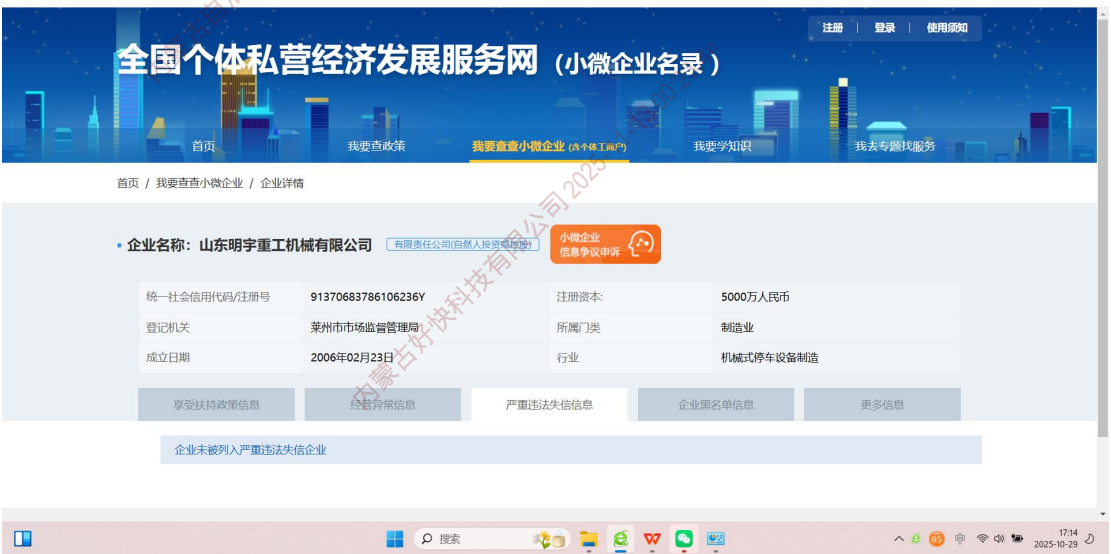 注册 | 登录 | 使用须知
全国个体私营经济发展服务网 (小微企业名录 )
首页 我要查政策 我要查查小微企业 (含个体工商户) 我要学知识 我去专题找服务
首页 / 我要查查小微企业 / 企业详情
• 企业名称：山东明宇重工机械有限公司 有限责任公司(自然人投资或控股) 小微企业
信息争议申诉
统一社会信用代码/注册号 91370683786106236Y 注册资本: 5000万人民币
登记机关 莱州市市场监督管理局 所属门类 制造业
成立日期 2006年02月23日 行业 机械式停车设备制造
享受扶持政策信息 经营异常信息 严重违法失信信息 企业黑名单信息 更多信息
企业未被列入严重违法失信企业
内蒙古好快科技有限公司 2025
搜索 85 中 17:14
2025-10-29